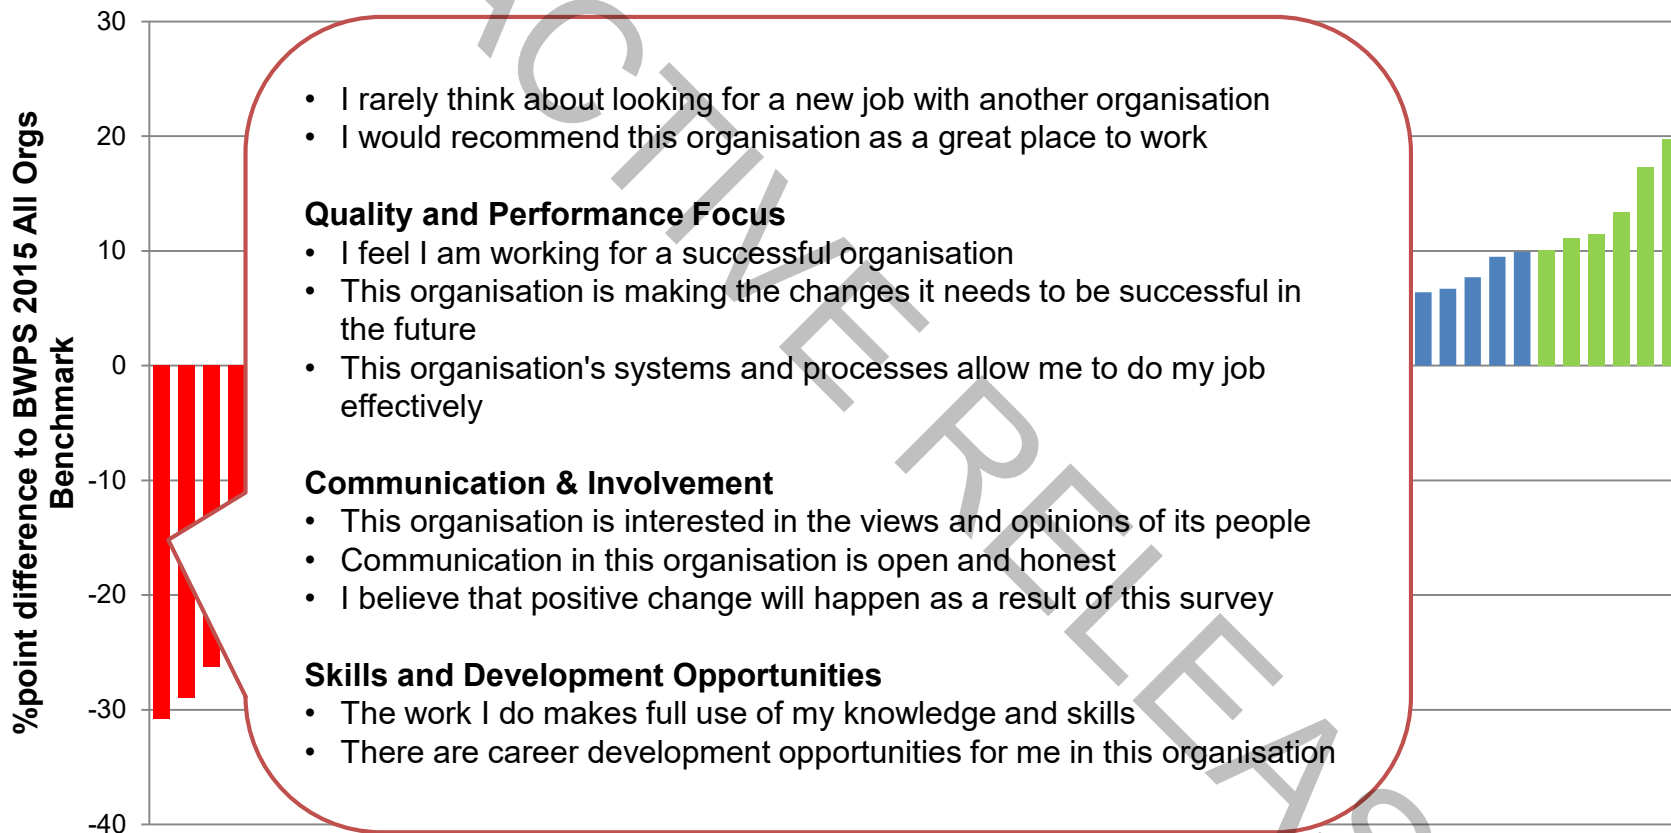 30
20
10
0
-10
-20
-30
-40
%point difference to BWPS 2015 All Orgs
Benchmark
• I rarely think about looking for a new job with another organisation
• I would recommend this organisation as a great place to work
Quality and Performance Focus
• I feel I am working for a successful organisation
• This organisation is making the changes it needs to be successful in
the future
• This organisation's systems and processes allow me to do my job
effectively
Communication & Involvement
• This organisation is interested in the views and opinions of its people
• Communication in this organisation is open and honest
• I believe that positive change will happen as a result of this survey
Skills and Development Opportunities
• The work I do makes full use of my knowledge and skills
• There are career development opportunities for me in this organisation
ACTIVE RELEAS